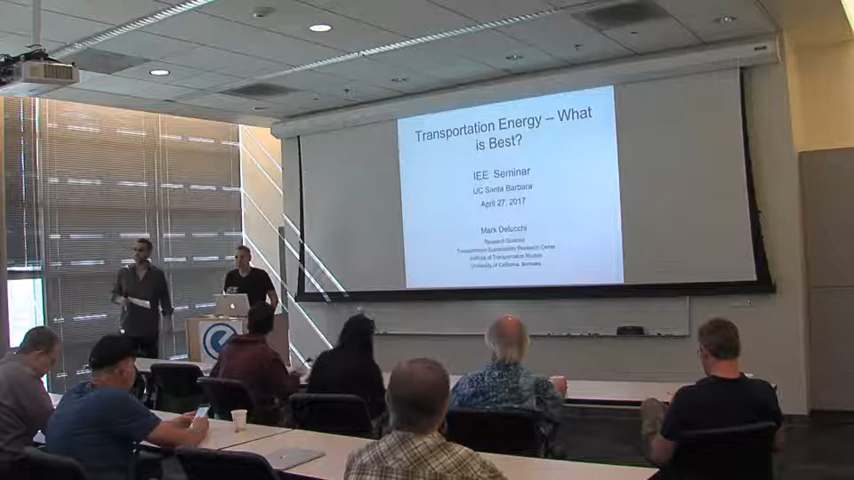 Transportation Energy – What
is Best?
IEE Seminar
UC Santa Barbara
April 27, 2017
Mark Delucchi
Research Scientist
Transportation Sustainability Research Center
Institute of Transportation Studies
University of California, Berkeley